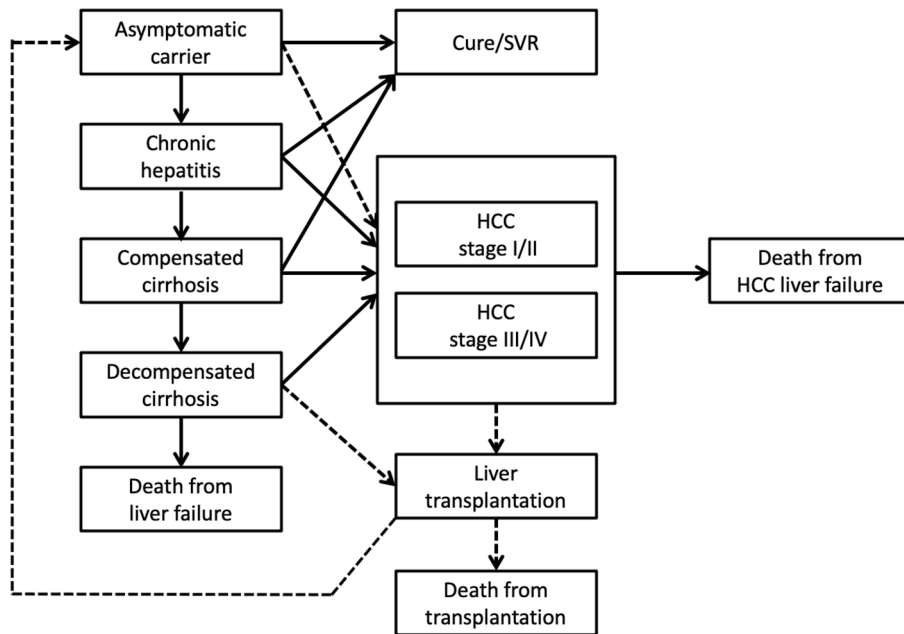 Asymptomatic
carrier
Cure/SVR
Chronic
hepatitis
HCC
stage I/II
Compensated
cirrhosis
Death from
HCC liver failure
HCC
stage III/IV
Decompensated
cirrhosis
Death from
liver failure
Liver
transplantation
Death from
transplantation